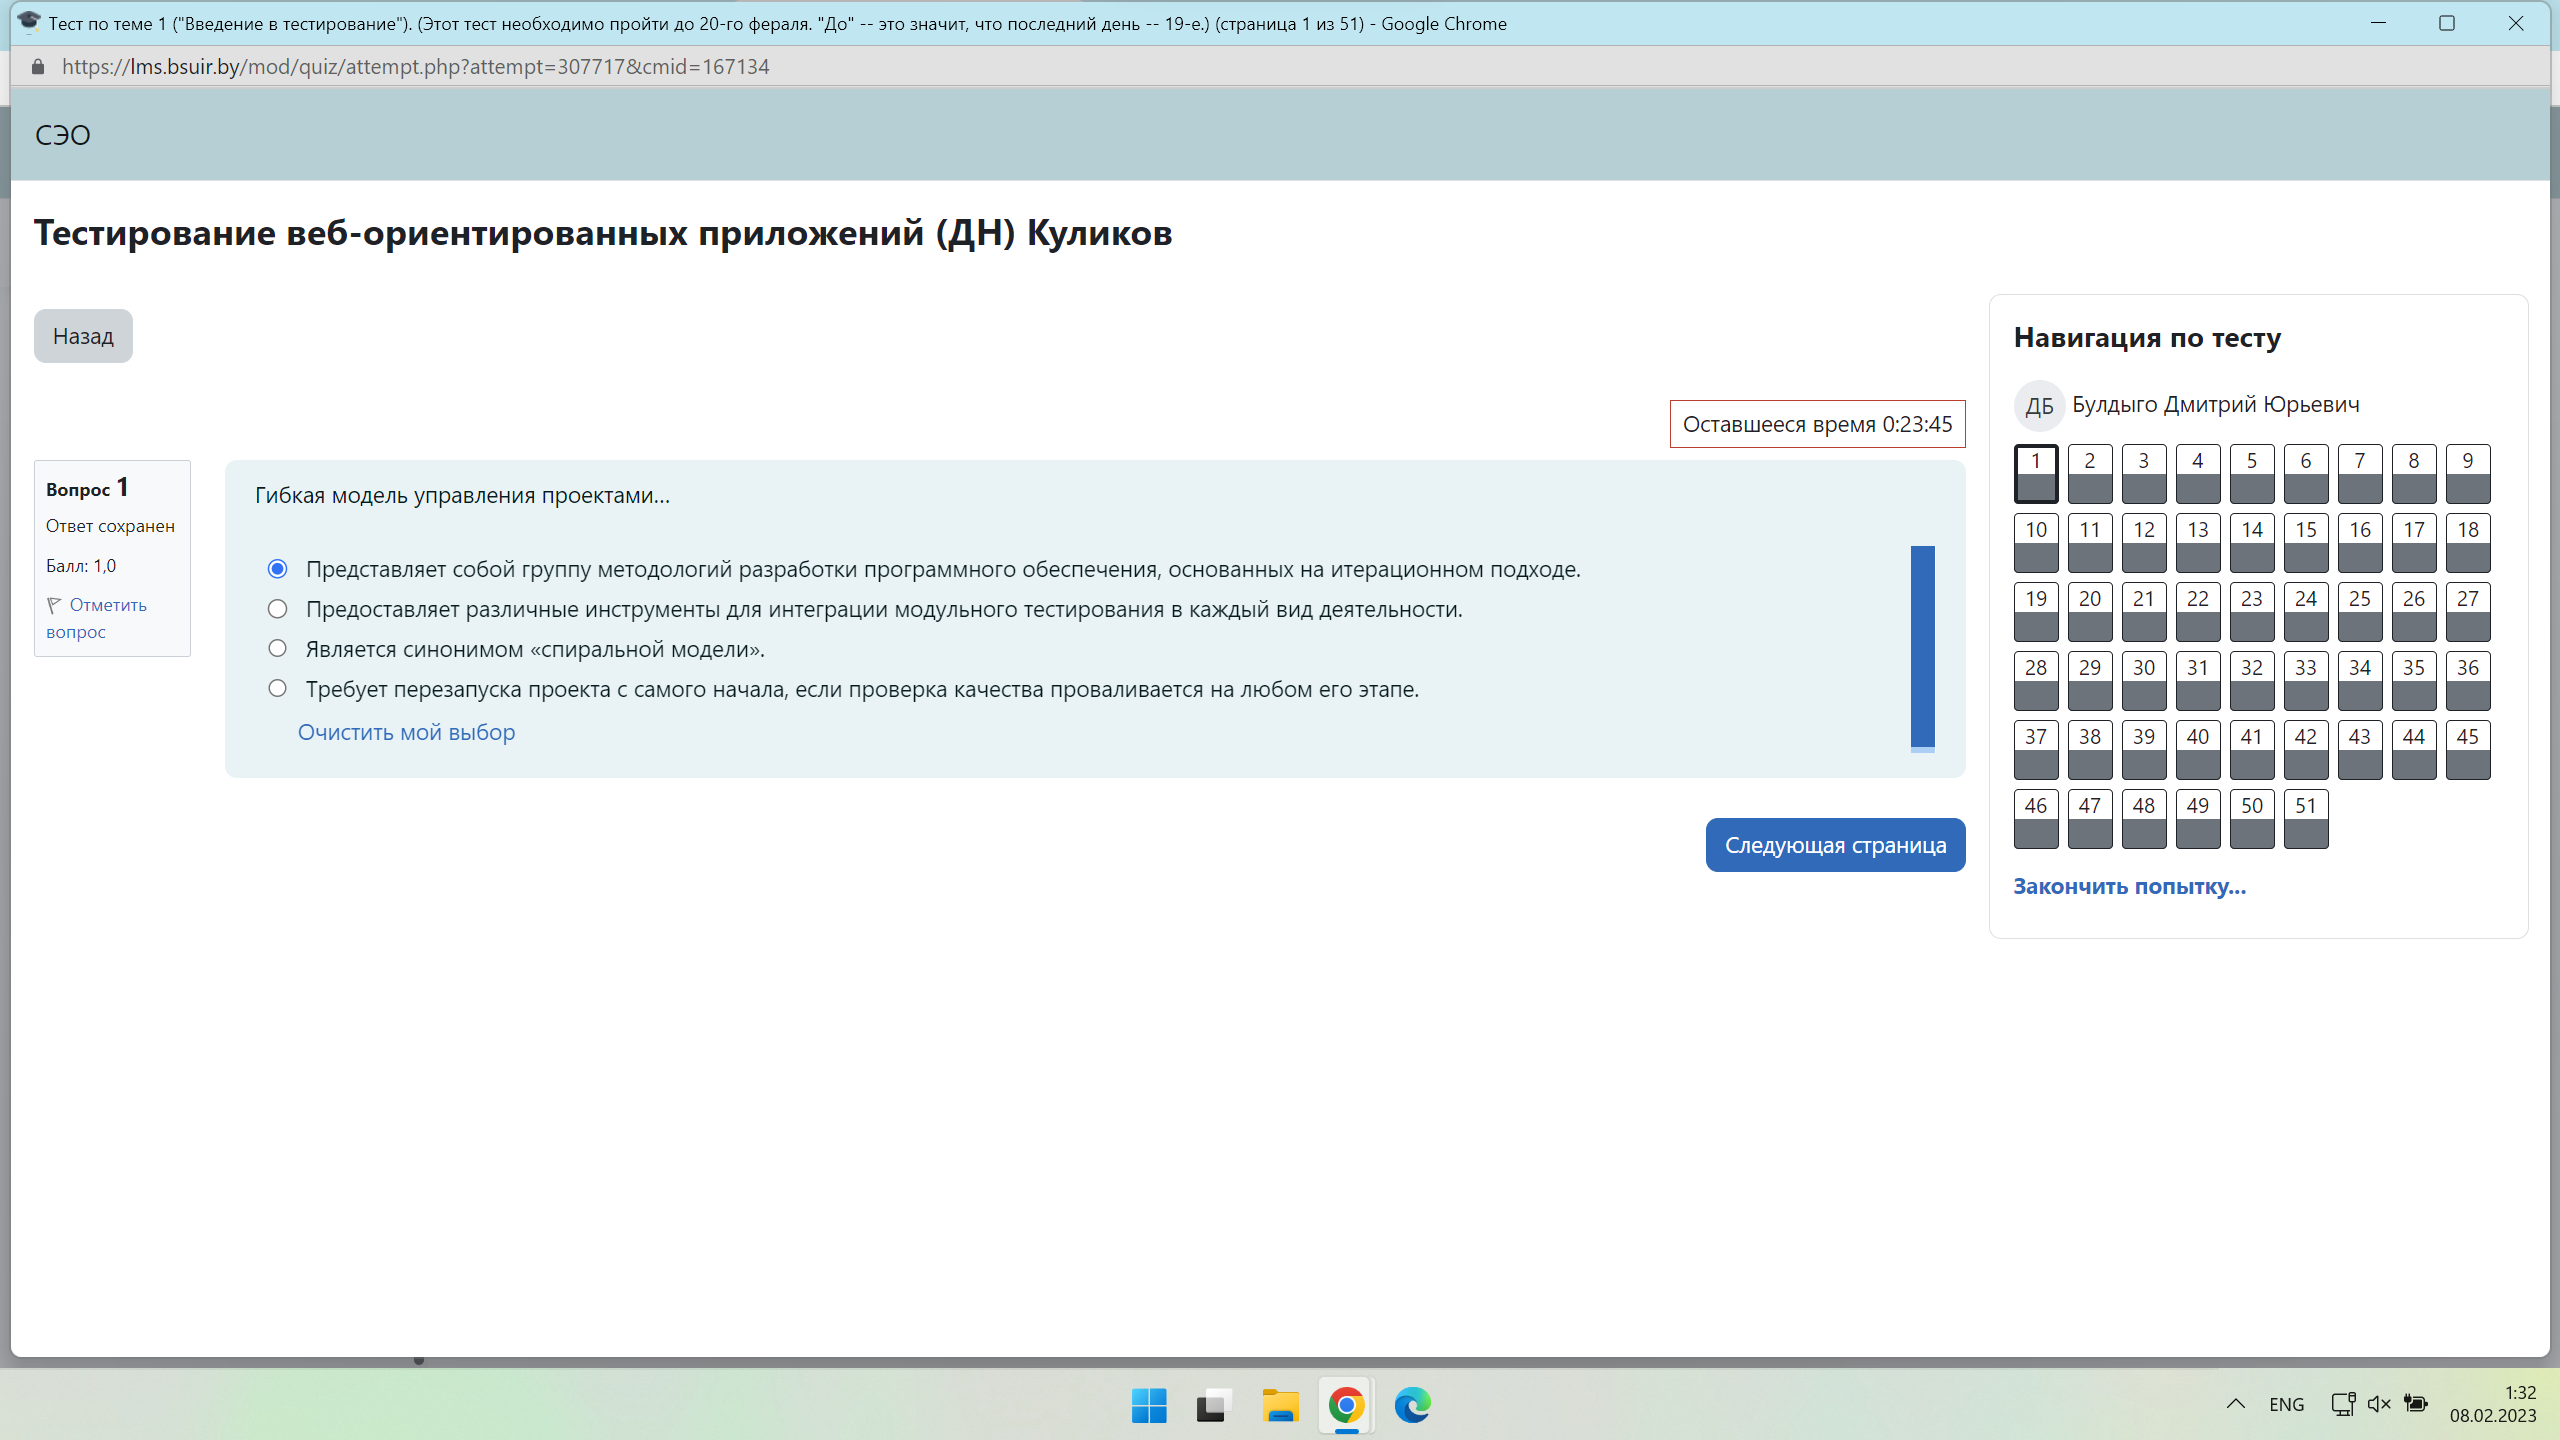 Тест по теме 1 ("Введение в тестирование"). (Этот тест необходимо пройти до 20-го фераля. "До" -- это значит, что последний день -- 19-е.) (страница 1 из 51) - Google Chrome
https://lms.bsuir.by/mod/quiz/attempt.php?attempt=307717&cmid=167134
СЭО
Тестирование веб-ориентированных приложений (ДН) Куликов
Назад
Оставшееся время 0:23:45
Вопрос 1
Ответ сохранен
Балл: 1,0
Отметить
вопрос
Гибкая модель управления проектами...
Представляет собой группу методологий разработки программного обеспечения, основанных на итерационном подходе.
Предоставляет различные инструменты для интеграции модульного тестирования в каждый вид деятельности.
Является синонимом «спиральной модели».
Требует перезапуска проекта с самого начала, если проверка качества проваливается на любом его этапе.
Очистить мой выбор
Следующая страница
Навигация по тесту
ДБ Булдыго Дмитрий Юрьевич
1 2 3 4 5 6 7 8 9
10 11 12 13 14 15 16 17 18
19 20 21 22 23 24 25 26 27
28 29 30 31 32 33 34 35 36
37 38 39 40 41 42 43 44 45
46 47 48 49 50 51
Закончить попытку...
ENG
1:32
08.02.2023